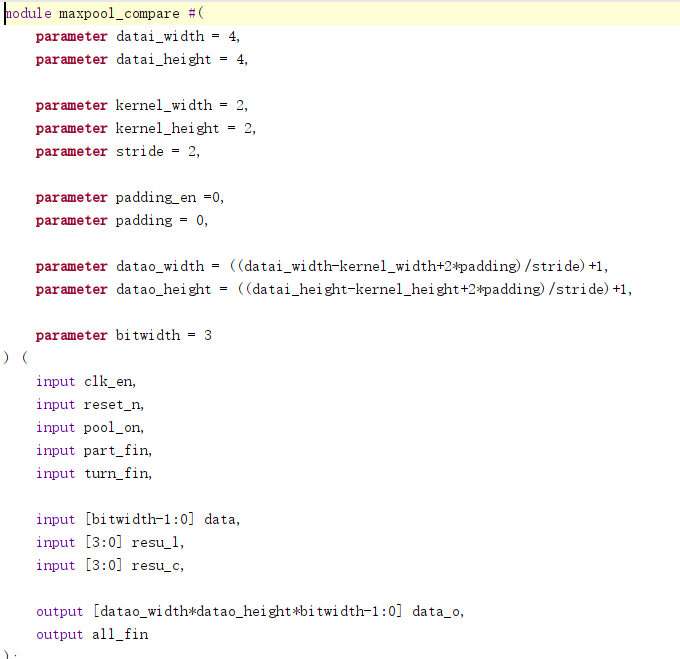 module maxpool_compare #(
parameter datai_width = 4,
parameter datai_height = 4,
parameter kernel_width = 2,
parameter kernel_height = 2,
parameter stride = 2,
parameter padding_en =0,
parameter padding = 0,
parameter datao_width = ((datai_width-kernel_width+2*padding)/stride)+1,
parameter datao_height = ((datai_height-kernel_height+2*padding)/stride)+1,
parameter bitwidth = 3
) (
input clk_en,
input reset_n,
input pool_on,
input part_fin,
input turn_fin,
input [bitwidth-1:0] data,
input [3:0] resu_l,
input [3:0] resu_c,
output [datao_width*datao_height*bitwidth-1:0] data_o,
output all_fin
);